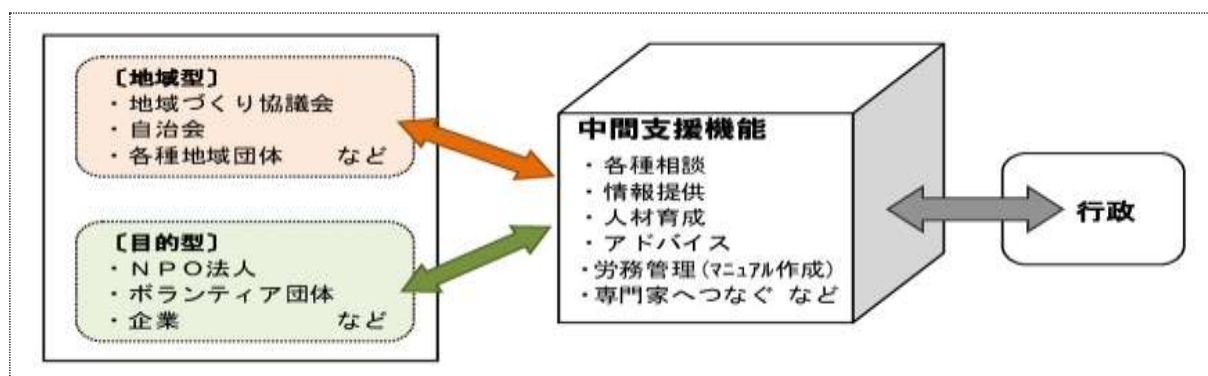 〔地域型〕
・地域づくり協議会
・自治会
・各種地域団体　　など
〔目的型〕
・ＮＰＯ法人
・ボランティア団体
・企業　　　　　　など
中間支援機能
・各種相談
・情報提供
・人材育成
・アドバイス
・労務管理(ﾏﾆｭｱﾙ作成)
・専門家へつなぐ など
行政